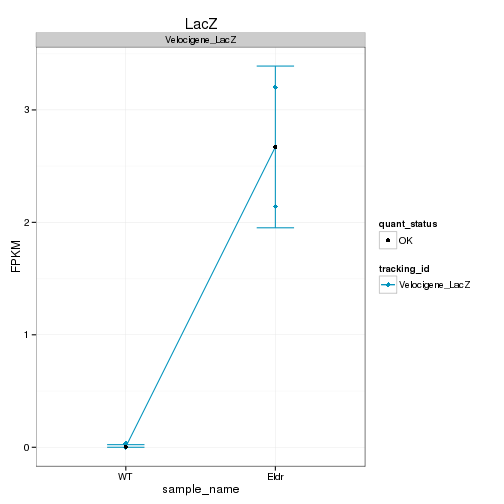 LacZ
Velocigene_LacZ
3
2
1
0
FPKM
WT
Eldr
sample_name
quant_status
OK
tracking_id
Velocigene_LacZ